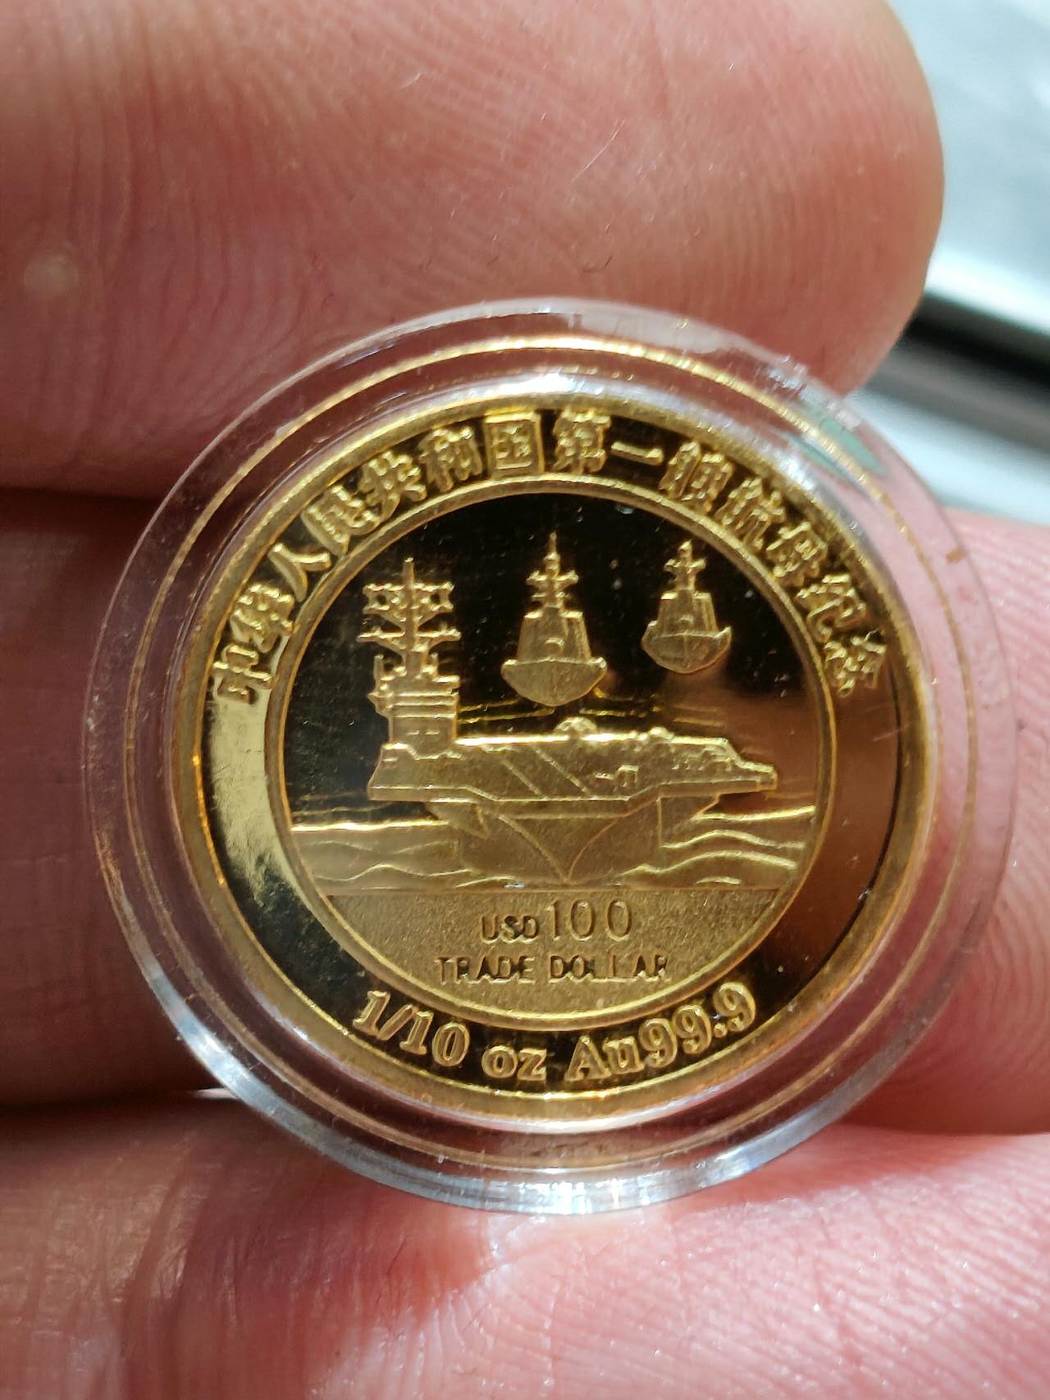 中华人民共和国第一艘航母纪念
USD100
TRADE DOLLAR
1/10 oz Au99.9